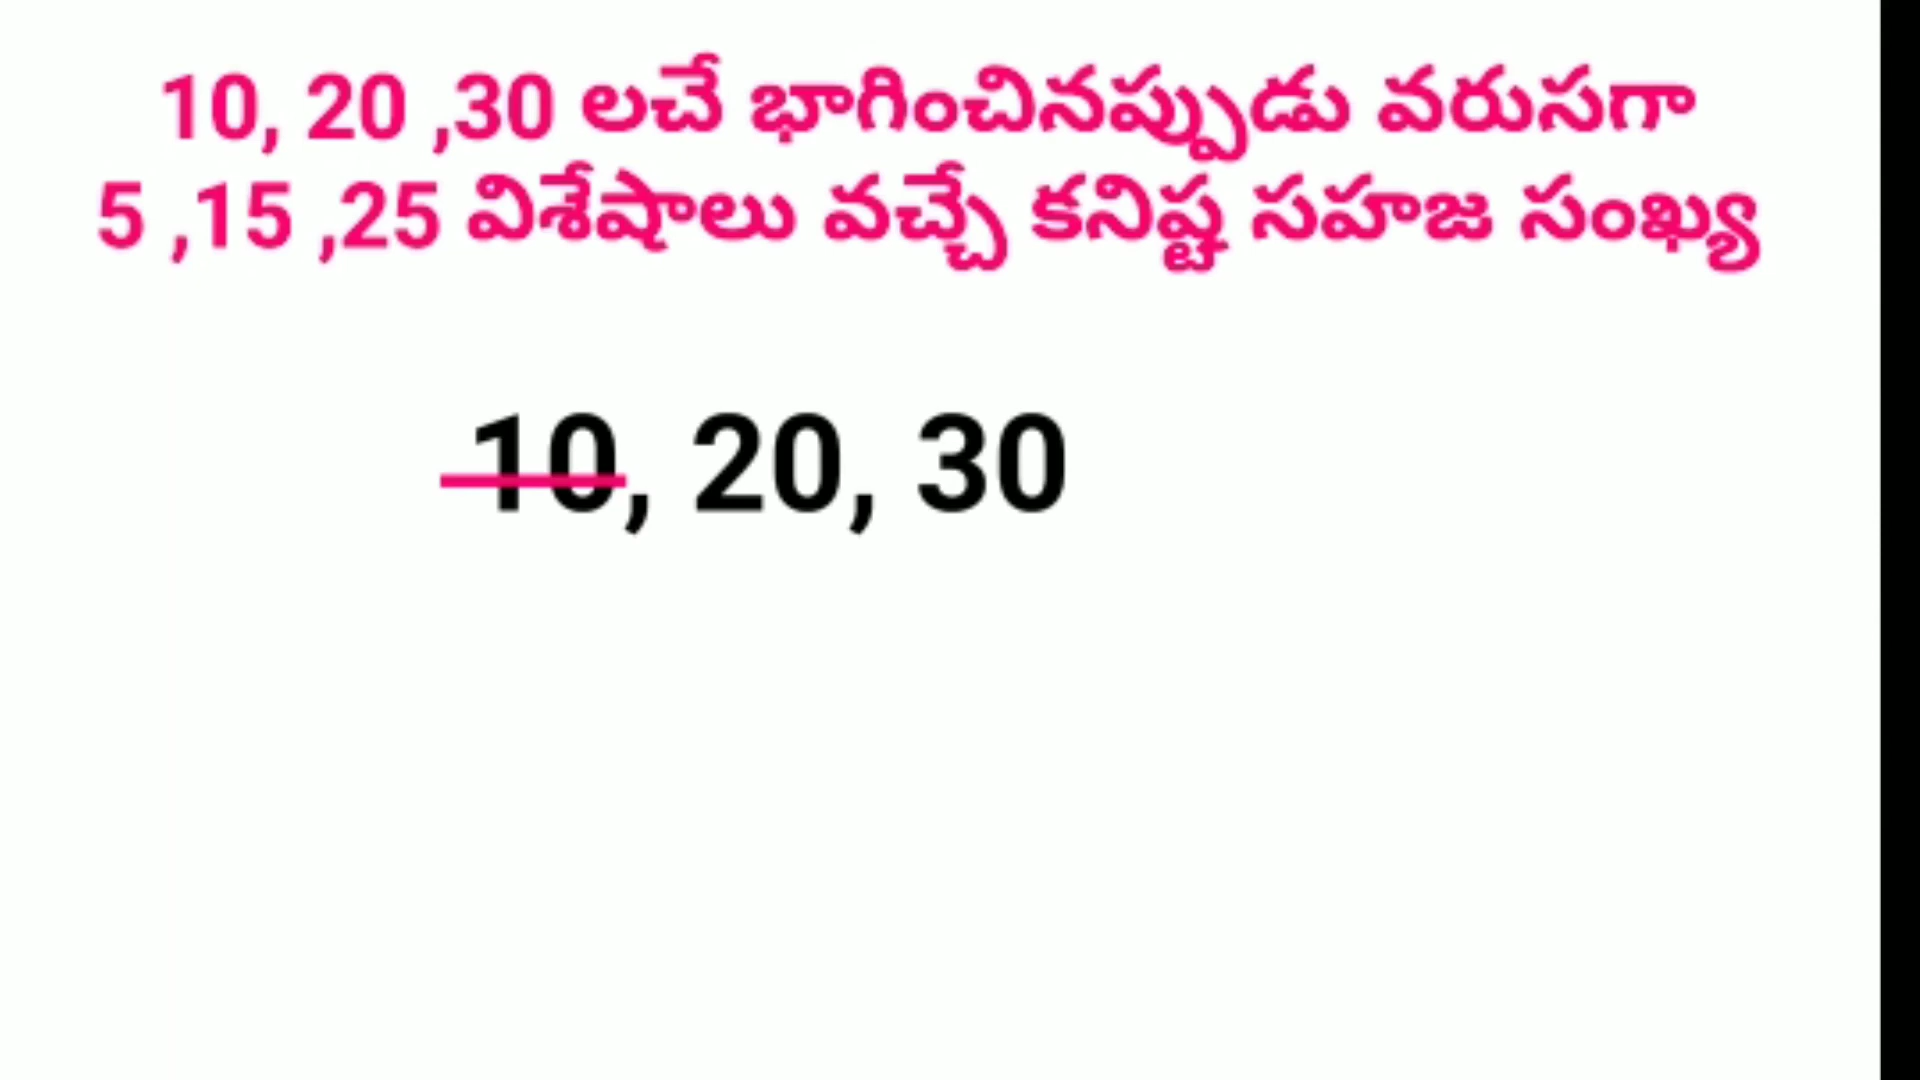 10, 20 ,30 లచే భాగించినప్పుడు వరుసగా
5 ,15 ,25 విశేషాలు వచ్చే కనిష్ట సహజ సంఖ్య
10, 20, 30